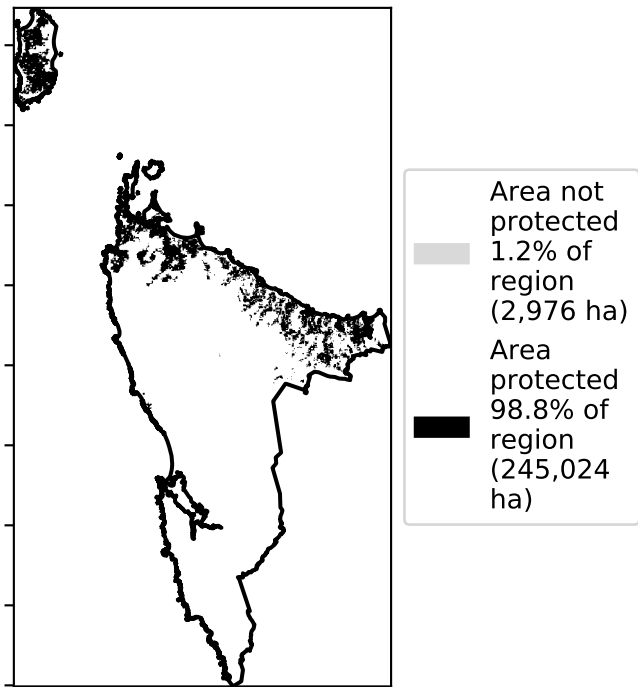 Area not
protected
1.2% of
region
(2,976 ha)
Area
protected
98.8% of
region
(245,024
ha)